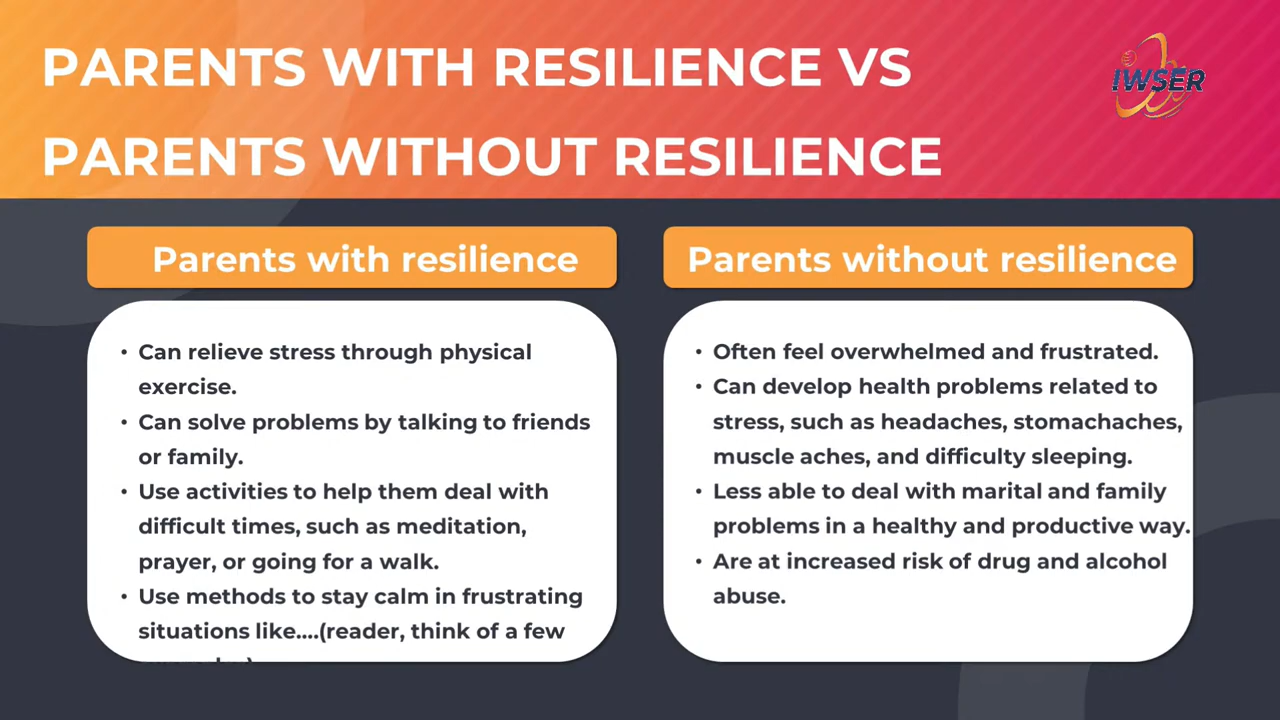 PARENTS WITH RESILIENCE VS
PARENTS WITHOUT RESILIENCE
IWSER
Parents with resilience
• Can relieve stress through physical
exercise.
• Can solve problems by talking to friends
or family.
• Use activities to help them deal with
difficult times, such as meditation,
prayer, or going for a walk.
• Use methods to stay calm in frustrating
situations like....(reader, think of a few
Parents without resilience
• Often feel overwhelmed and frustrated.
• Can develop health problems related to
stress, such as headaches, stomachaches,
muscle aches, and difficulty sleeping.
• Less able to deal with marital and family
problems in a healthy and productive way.
• Are at increased risk of drug and alcohol
abuse.